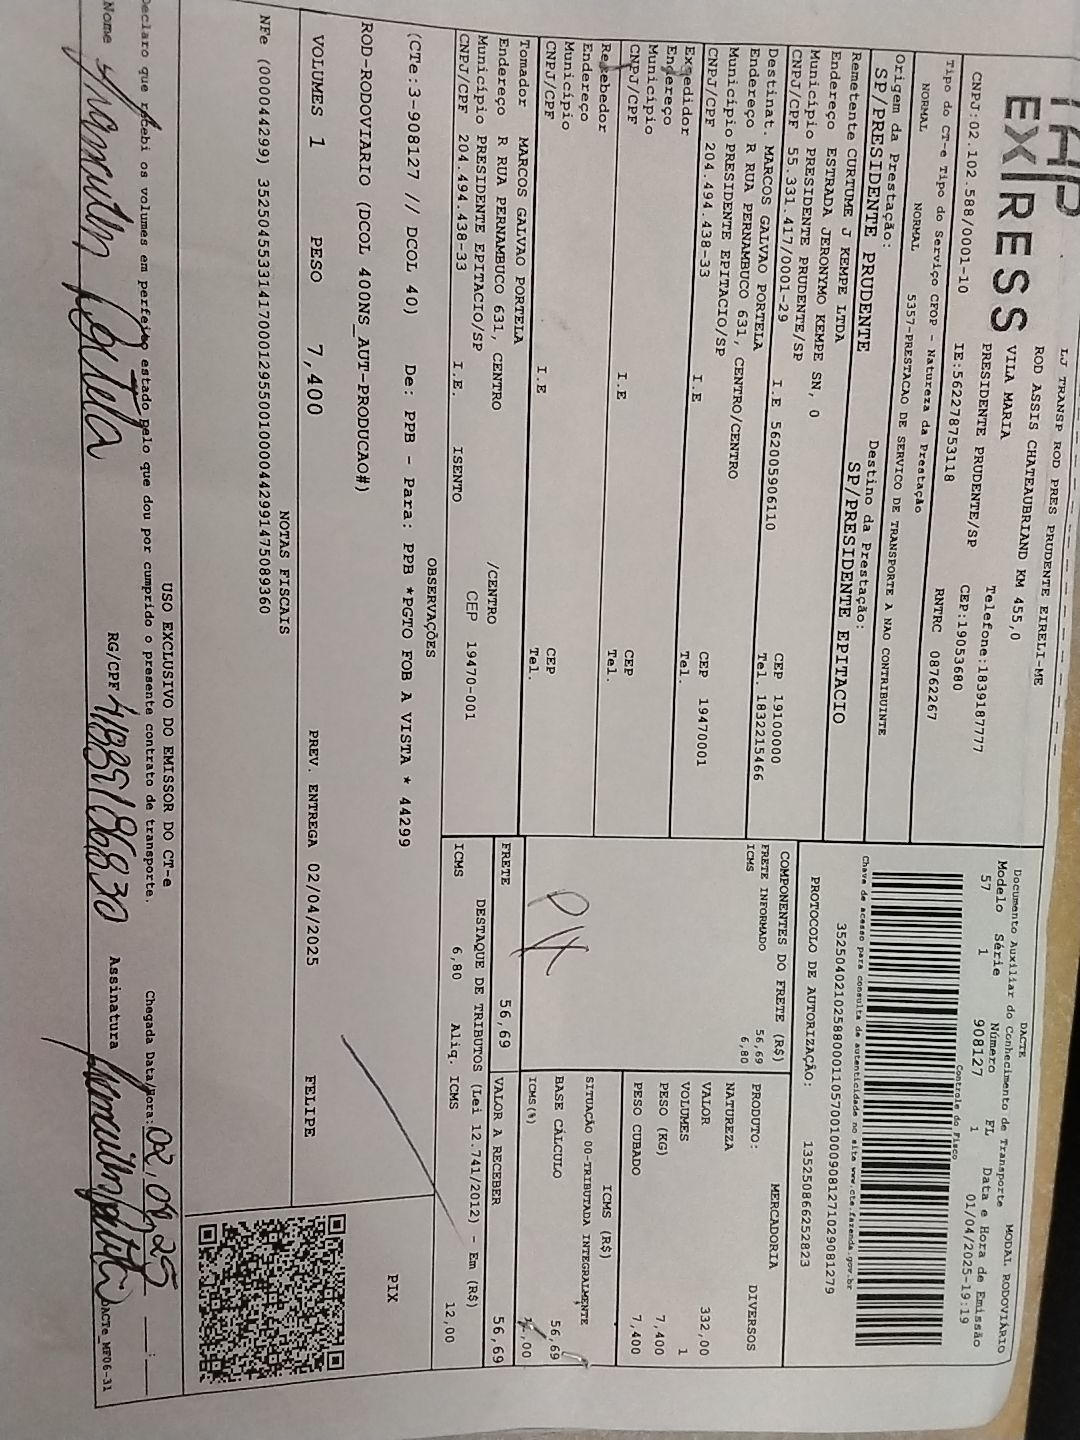 TAP
EXPRESS
LJ TRANSP ROD PRES PRUDENTE EIRELI-ME
ROD ASSIS CHATEAUBRIAND KM 455,0
VILA MARIA
PRESIDENTE PRUDENTE/SP
Telefone:1839187777
CEP:19053680
CNPJ:02.102.588/0001-10
IE:562278753118
RNTRC 08762267
Tipo do CT-e Tipo do Serviço CFOP - Natureza da Prestação
NORMAL NORMAL 5357-PRESTACAO DE SERVICO DE TRANSPORTE A NAO CONTRIBUINTE
Origem da Prestação: Destino da Prestação:
SP/PRESIDENTE PRUDENTE SP/PRESIDENTE EPITACIO
Remetente CURTUME J KEMPE LTDA
Endereço ESTRADA JERONYMO KEMPE SN, 0
Município PRESIDENTE PRUDENTE/SP CEP 19100000
CNPJ/CPF 55.331.417/0001-29 I.E 562005906110 Tel. 1832215466
Destinat. MARCOS GALVAO PORTELA
Endereço R RUA PERNAMBUCO 631, CENTRO/CENTRO
Município PRESIDENTE EPITACIO/SP CEP 19470001
CNPJ/CPF 204.494.438-33 I.E Tel.
Expedidor
Endereço
Município CEP
CNPJ/CPF I.E Tel.
Recebedor
Endereço
Município CEP
CNPJ/CPF I.E Tel.
Tomador MARCOS GALVAO PORTELA
Endereço R RUA PERNAMBUCO 631, CENTRO /CENTRO
Município PRESIDENTE EPITACIO/SP CEP 19470-001
CNPJ/CPF 204.494.438-33 I.E. ISENTO
DACTE MODAL RODOVIÁRIO
Documento Auxiliar do Conhecimento de Transporte
Modelo Série Número FL Data e Hora de Emissão
57 1 908127 1 01/04/2025-19:19
Controle do Fisco
Chave de acesso para consulta de autenticidade no site www.cte.fazenda.gov.br
35250402102588000110570010009081271029081279
PROTOCOLO DE AUTORIZAÇÃO: 135250866252823
COMPONENTES DO FRETE (R$)
FRETE INFORMADO 56,69
ICMS 6,80
MERCADORIA
PRODUTO: DIVERSOS
NATUREZA
VALOR 332,00
VOLUMES 1
PESO (KG) 7,400
PESO CUBADO 7,400
ICMS (R$)
SITUAÇÃO 00-TRIBUTADA INTEGRALMENTE
BASE CÁLCULO 56,69
ICMS(%)
FRETE 56,69 VALOR A RECEBER 56,69
DESTAQUE DE TRIBUTOS (Lei 12.741/2012) - Em (R$)
ICMS 6,80 Aliq. ICMS 12,00
OBSERVAÇÕES
(CTe:3-908127 // DCOL 40) De: PPB - Para: PPB *PGTO FOB A VISTA * 44299
ROD-RODOVIARIO (DCOL 400NS_AUT-PRODUCAO#)
PIX
VOLUMES 1 PESO 7,400 PREV. ENTREGA 02/04/2025 FELIPE
NOTAS FISCAIS
NFe (000044299) 35250455331417000129550010000442991475089360
USO EXCLUSIVO DO EMISSOR DO CT-e
Declaro que recebi os volumes em perfeito estado pelo que dou por cumprido o presente contrato de transporte. Chegada Data/Hora: :
Nome RG/CPF Assinatura
DACTe_MF06-31